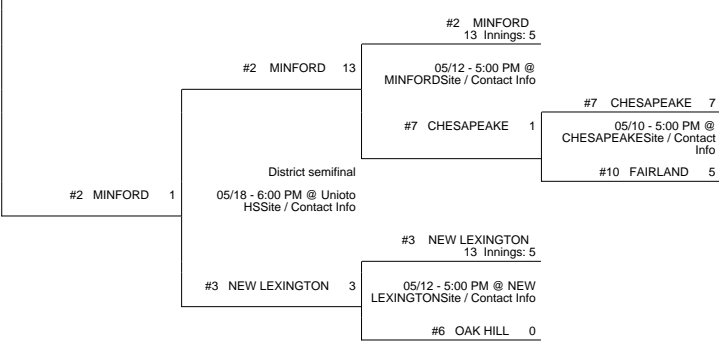 #2 MINFORD
13 Innings: 5
#2 MINFORD 13
05/12 - 5:00 PM @
MINFORDSite / Contact Info
#7 CHESAPEAKE 7
#7 CHESAPEAKE 1
05/10 - 5:00 PM @
CHESAPEAKESite / Contact
Info
District semifinal
#10 FAIRLAND 5
#2 MINFORD 1
05/18 - 6:00 PM @ Unioto
HSSite / Contact Info
#3 NEW LEXINGTON
13 Innings: 5
#3 NEW LEXINGTON 3
05/12 - 5:00 PM @ NEW
LEXINGTONSite / Contact Info
#6 OAK HILL 0